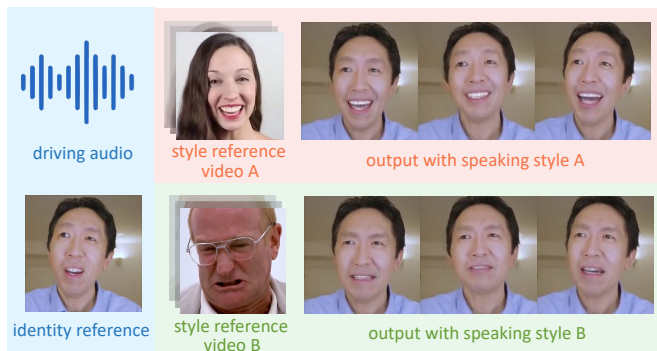 driving audio
style reference
video A
output with speaking style A
identity reference
style reference
video B
output with speaking style B